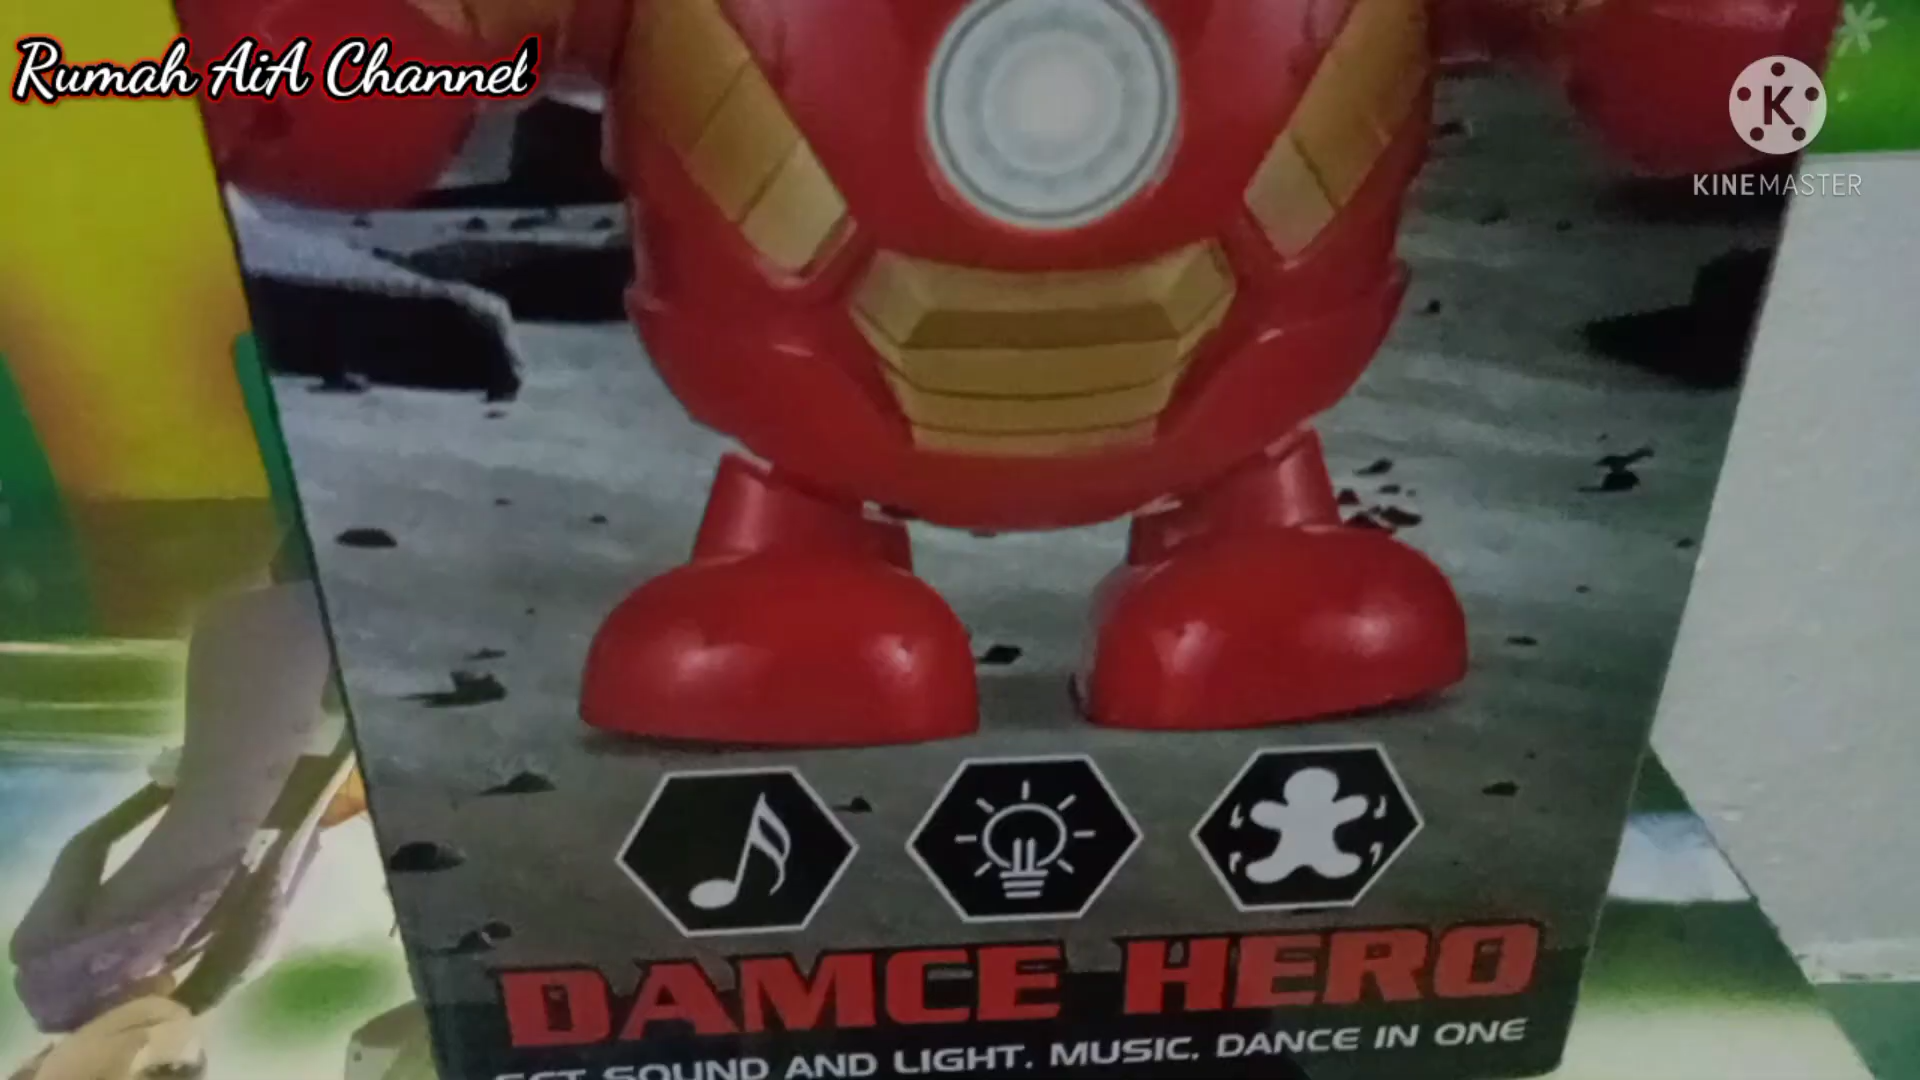 Rumah AiA Channel
K
KINEMASTER
DAMCE HERO
SOUND AND LIGHT. MUSIC. DANCE IN ONE